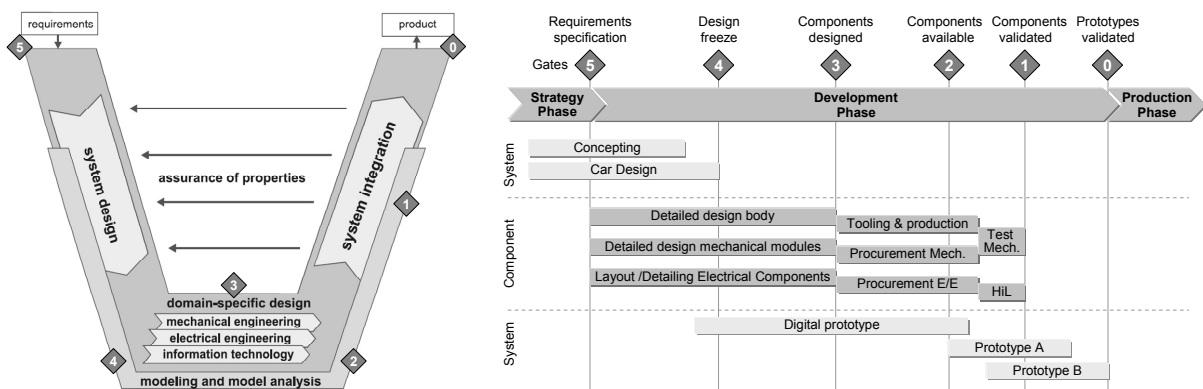 requirements
product
5
0
system design
system integration
assurance of properties
1
3
domain-specific design
mechanical engineering
electrical engineering
information technology
4
2
modeling and model analysis
Requirements
specification
Design
freeze
Components
designed
Components
available
Components
validated
Prototypes
validated
Gates
5
4
3
2
1
0
Strategy
Phase
Development
Phase
Production
Phase
System
Concepting
Car Design
Component
Detailed design body
Tooling & production
Detailed design mechanical modules
Procurement Mech.
Test
Mech.
Layout /Detailing Electrical Components
Procurement E/E
HiL
System
Digital prototype
Prototype A
Prototype B